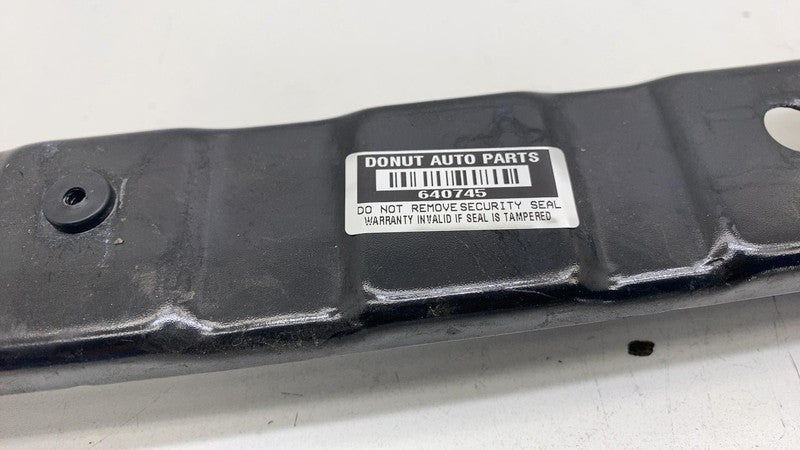 DONUT AUTO PARTS
640745
DO NOT REMOVE SECURITY SEAL
WARRANTY INVALID IF SEAL IS TAMPERED